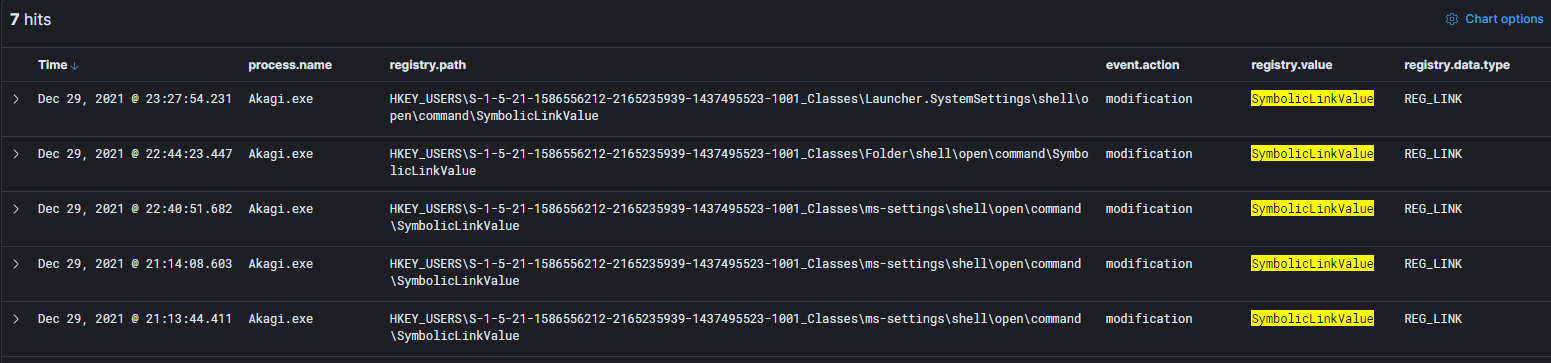 7 hits
Chart options
Time process.name registry.path event.action registry.value registry.data.type
Dec 29, 2021 @ 23:27:54.231 Akagi.exe HKEY_USERS\S-1-5-21-1586556212-2165235939-1437495523-1001_Classes\Launcher.SystemSettings\shell\o modification SymbolicLinkValue REG_LINK
pen\command\SymbolicLinkValue
Dec 29, 2021 @ 22:44:23.447 Akagi.exe HKEY_USERS\S-1-5-21-1586556212-2165235939-1437495523-1001_Classes\Folder\shell\open\command\Symbo modification SymbolicLinkValue REG_LINK
licLinkValue
Dec 29, 2021 @ 22:40:51.682 Akagi.exe HKEY_USERS\S-1-5-21-1586556212-2165235939-1437495523-1001_Classes\ms-settings\shell\open\command modification SymbolicLinkValue REG_LINK
\SymbolicLinkValue
Dec 29, 2021 @ 21:14:08.603 Akagi.exe HKEY_USERS\S-1-5-21-1586556212-2165235939-1437495523-1001_Classes\ms-settings\shell\open\command modification SymbolicLinkValue REG_LINK
\SymbolicLinkValue
Dec 29, 2021 @ 21:13:44.411 Akagi.exe HKEY_USERS\S-1-5-21-1586556212-2165235939-1437495523-1001_Classes\ms-settings\shell\open\command modification SymbolicLinkValue REG_LINK
\SymbolicLinkValue